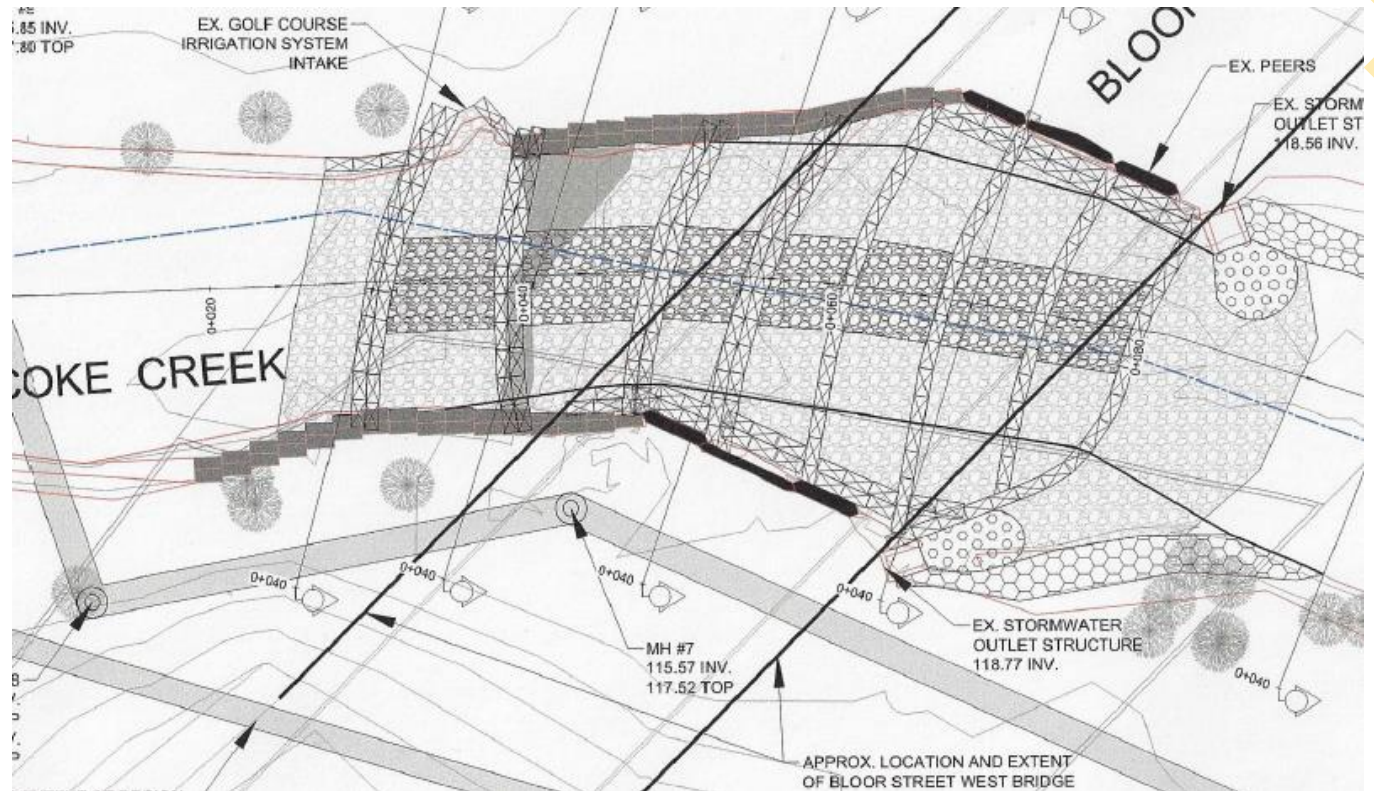 .85 INV.
.80 TOP
EX. GOLF COURSE
IRRIGATION SYSTEM
INTAKE
BLOOR
EX. PEERS
EX. STORMW
OUTLET ST
118.56 INV.
0+020
0+040
0+060
0+080
COKE CREEK
0+040
0+040
0+040
0+040
0+040
MH #7
115.57 INV.
117.52 TOP
EX. STORMWATER
OUTLET STRUCTURE
118.77 INV.
APPROX. LOCATION AND EXTENT
OF BLOOR STREET WEST BRIDGE